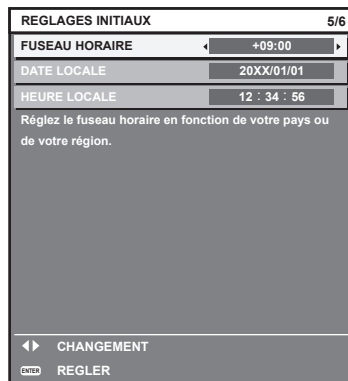 REGLAGES INITIAUX 5/6
FUSEAU HORAIRE +09:00
DATE LOCALE 20XX/01/01
HEURE LOCALE 12 : 34 : 56
Réglez le fuseau horaire en fonction de votre pays ou
de votre région.
CHANGEMENT
ENTER REGLER